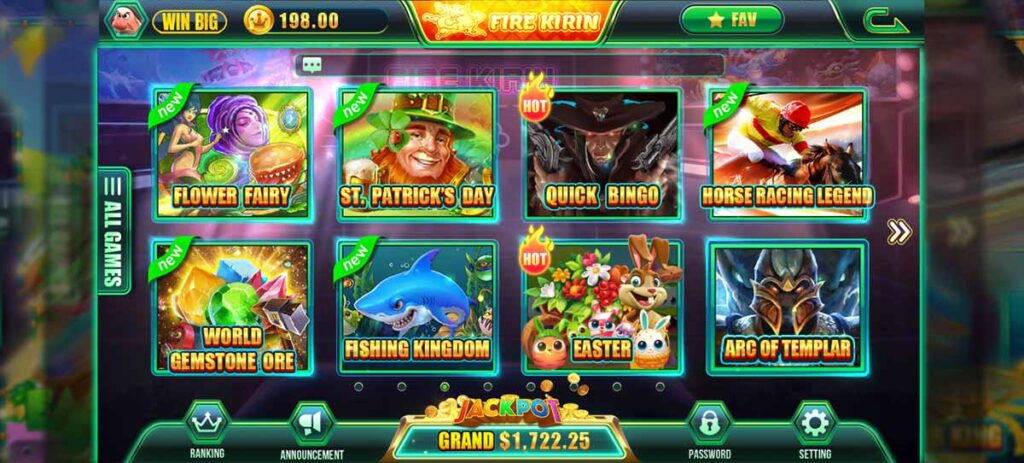 WIN BIG
198.00
FIRE KIRIN
FAV
FIRE KIRIN
ALL GAMES
new
FLOWER FAIRY
new
ST. PATRICK'S DAY
HOT
QUICK BINGO
new
HORSE RACING LEGEND
new
WORLD
GEMSTONE ORE
new
FISHING KINGDOM
HOT
EASTER
ARC OF TEMPLAR
JACKPOT
GRAND $1,722.25
RANKING
ANNOUNCEMENT
PASSWORD
SETTING